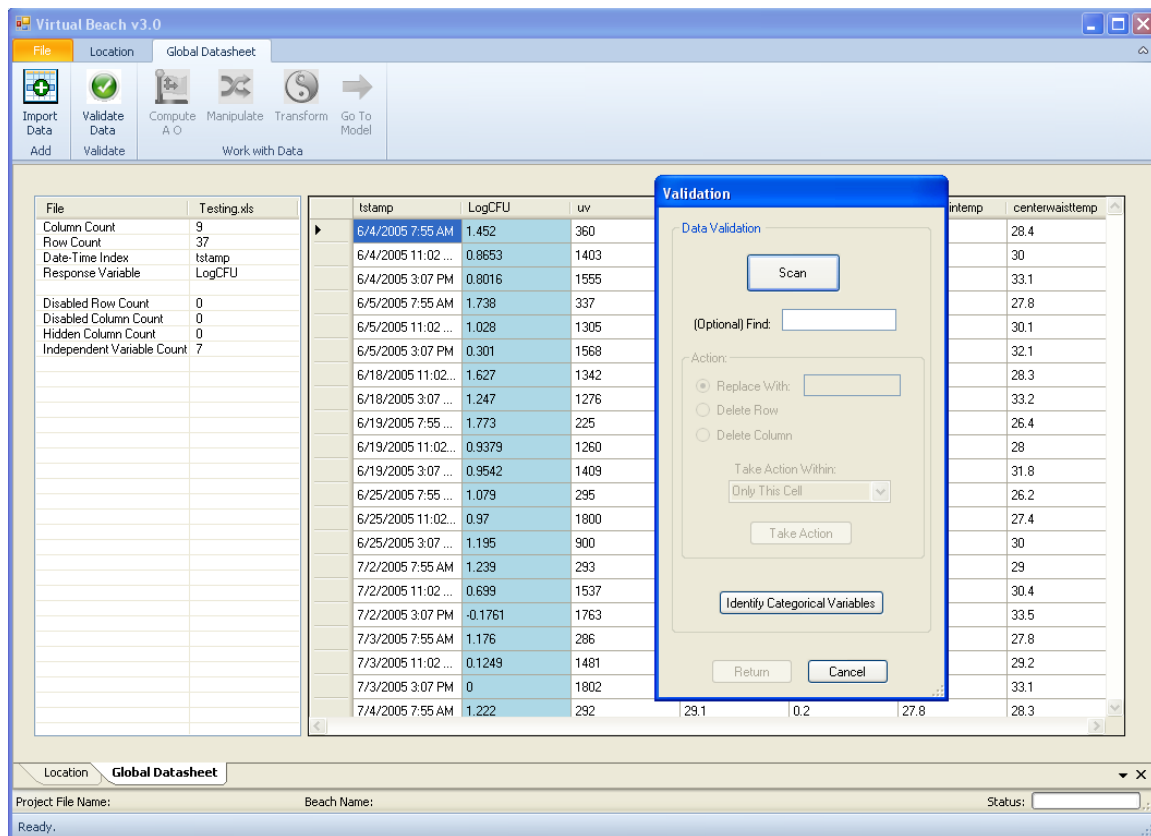 Virtual Beach v3.0
File Location Global Datasheet
Import Data Validate Data Compute A O Manipulate Transform Go To Model
Add Validate Work with Data
File Testing.xls
Column Count 9
Row Count 37
Date-Time Index tstamp
Response Variable LogCFU
Disabled Row Count 0
Disabled Column Count 0
Hidden Column Count 0
Independent Variable Count 7
tstamp LogCFU uv intemp centerwaisttemp
6/4/2005 7:55 AM 1.452 360 28.4
6/4/2005 11:02 ... 0.8653 1403 30
6/4/2005 3:07 PM 0.8016 1555 33.1
6/5/2005 7:55 AM 1.738 337 27.8
6/5/2005 11:02 ... 1.028 1305 30.1
6/5/2005 3:07 PM 0.301 1568 32.1
6/18/2005 11:02... 1.627 1342 28.3
6/18/2005 3:07 ... 1.247 1276 33.2
6/19/2005 7:55 ... 1.773 225 26.4
6/19/2005 11:02... 0.9379 1260 28
6/19/2005 3:07 ... 0.9542 1409 31.8
6/25/2005 7:55 ... 1.079 295 26.2
6/25/2005 11:02... 0.97 1800 27.4
6/25/2005 3:07 ... 1.195 900 30
7/2/2005 7:55 AM 1.239 293 29
7/2/2005 11:02 ... 0.699 1537 30.4
7/2/2005 3:07 PM -0.1761 1763 33.5
7/3/2005 7:55 AM 1.176 286 27.8
7/3/2005 11:02 ... 0.1249 1481 29.2
7/3/2005 3:07 PM 0 1802 33.1
7/4/2005 7:55 AM 1.222 292 29.1 0.2 27.8 28.3
Validation
Data Validation
Scan
(Optional) Find:
Action:
Replace With:
Delete Row
Delete Column
Take Action Within:
Only This Cell
Take Action
Identify Categorical Variables
Return Cancel
Location Global Datasheet
Project File Name: Beach Name: Status:
Ready.